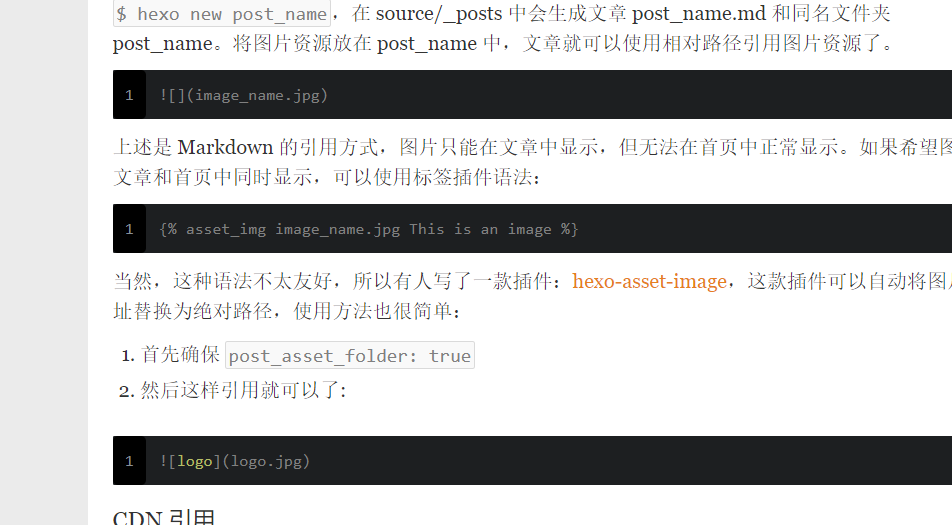 $ hexo new post_name，在 source/_posts 中会生成文章 post_name.md 和同名文件夹
post_name。将图片资源放在 post_name 中，文章就可以使用相对路径引用图片资源了。
1 ![](image_name.jpg)
上述是 Markdown 的引用方式，图片只能在文章中显示，但无法在首页中正常显示。如果希望图
文章和首页中同时显示，可以使用标签插件语法：
1 {% asset_img image_name.jpg This is an image %}
当然，这种语法不太友好，所以有人写了一款插件：hexo-asset-image，这款插件可以自动将图
址替换为绝对路径，使用方法也很简单：
1. 首先确保 post_asset_folder: true
2. 然后这样引用就可以了:
1 ![logo](logo.jpg)
CDN 引用